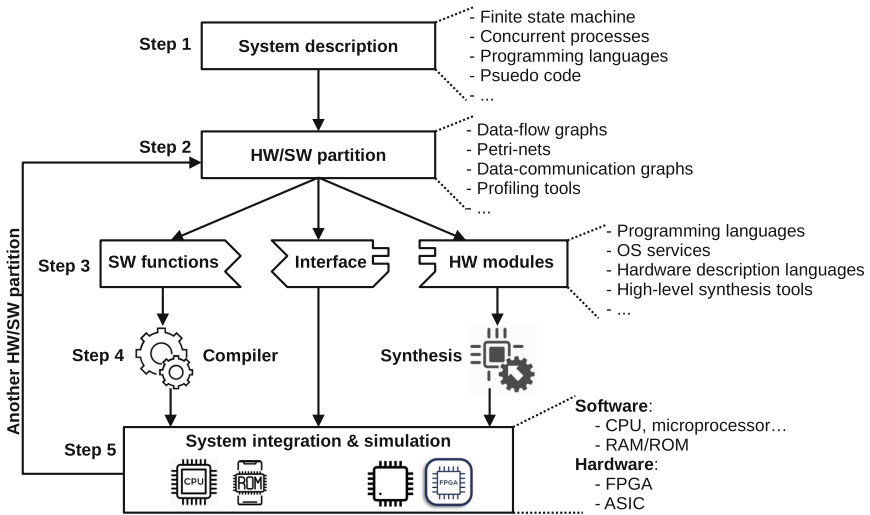 Step 1
System description
- Finite state machine
- Concurrent processes
- Programming languages
- Psuedo code
- ...
Step 2
HW/SW partition
- Data-flow graphs
- Petri-nets
- Data-communication graphs
- Profiling tools
- ...
Another HW/SW partition
Step 3
SW functions
Interface
HW modules
- Programming languages
- OS services
- Hardware description languages
- High-level synthesis tools
- ...
Step 4
Compiler
Synthesis
Step 5
System integration & simulation
CPU
ROM
FPGA
Software:
- CPU, microprocessor...
- RAM/ROM
Hardware:
- FPGA
- ASIC